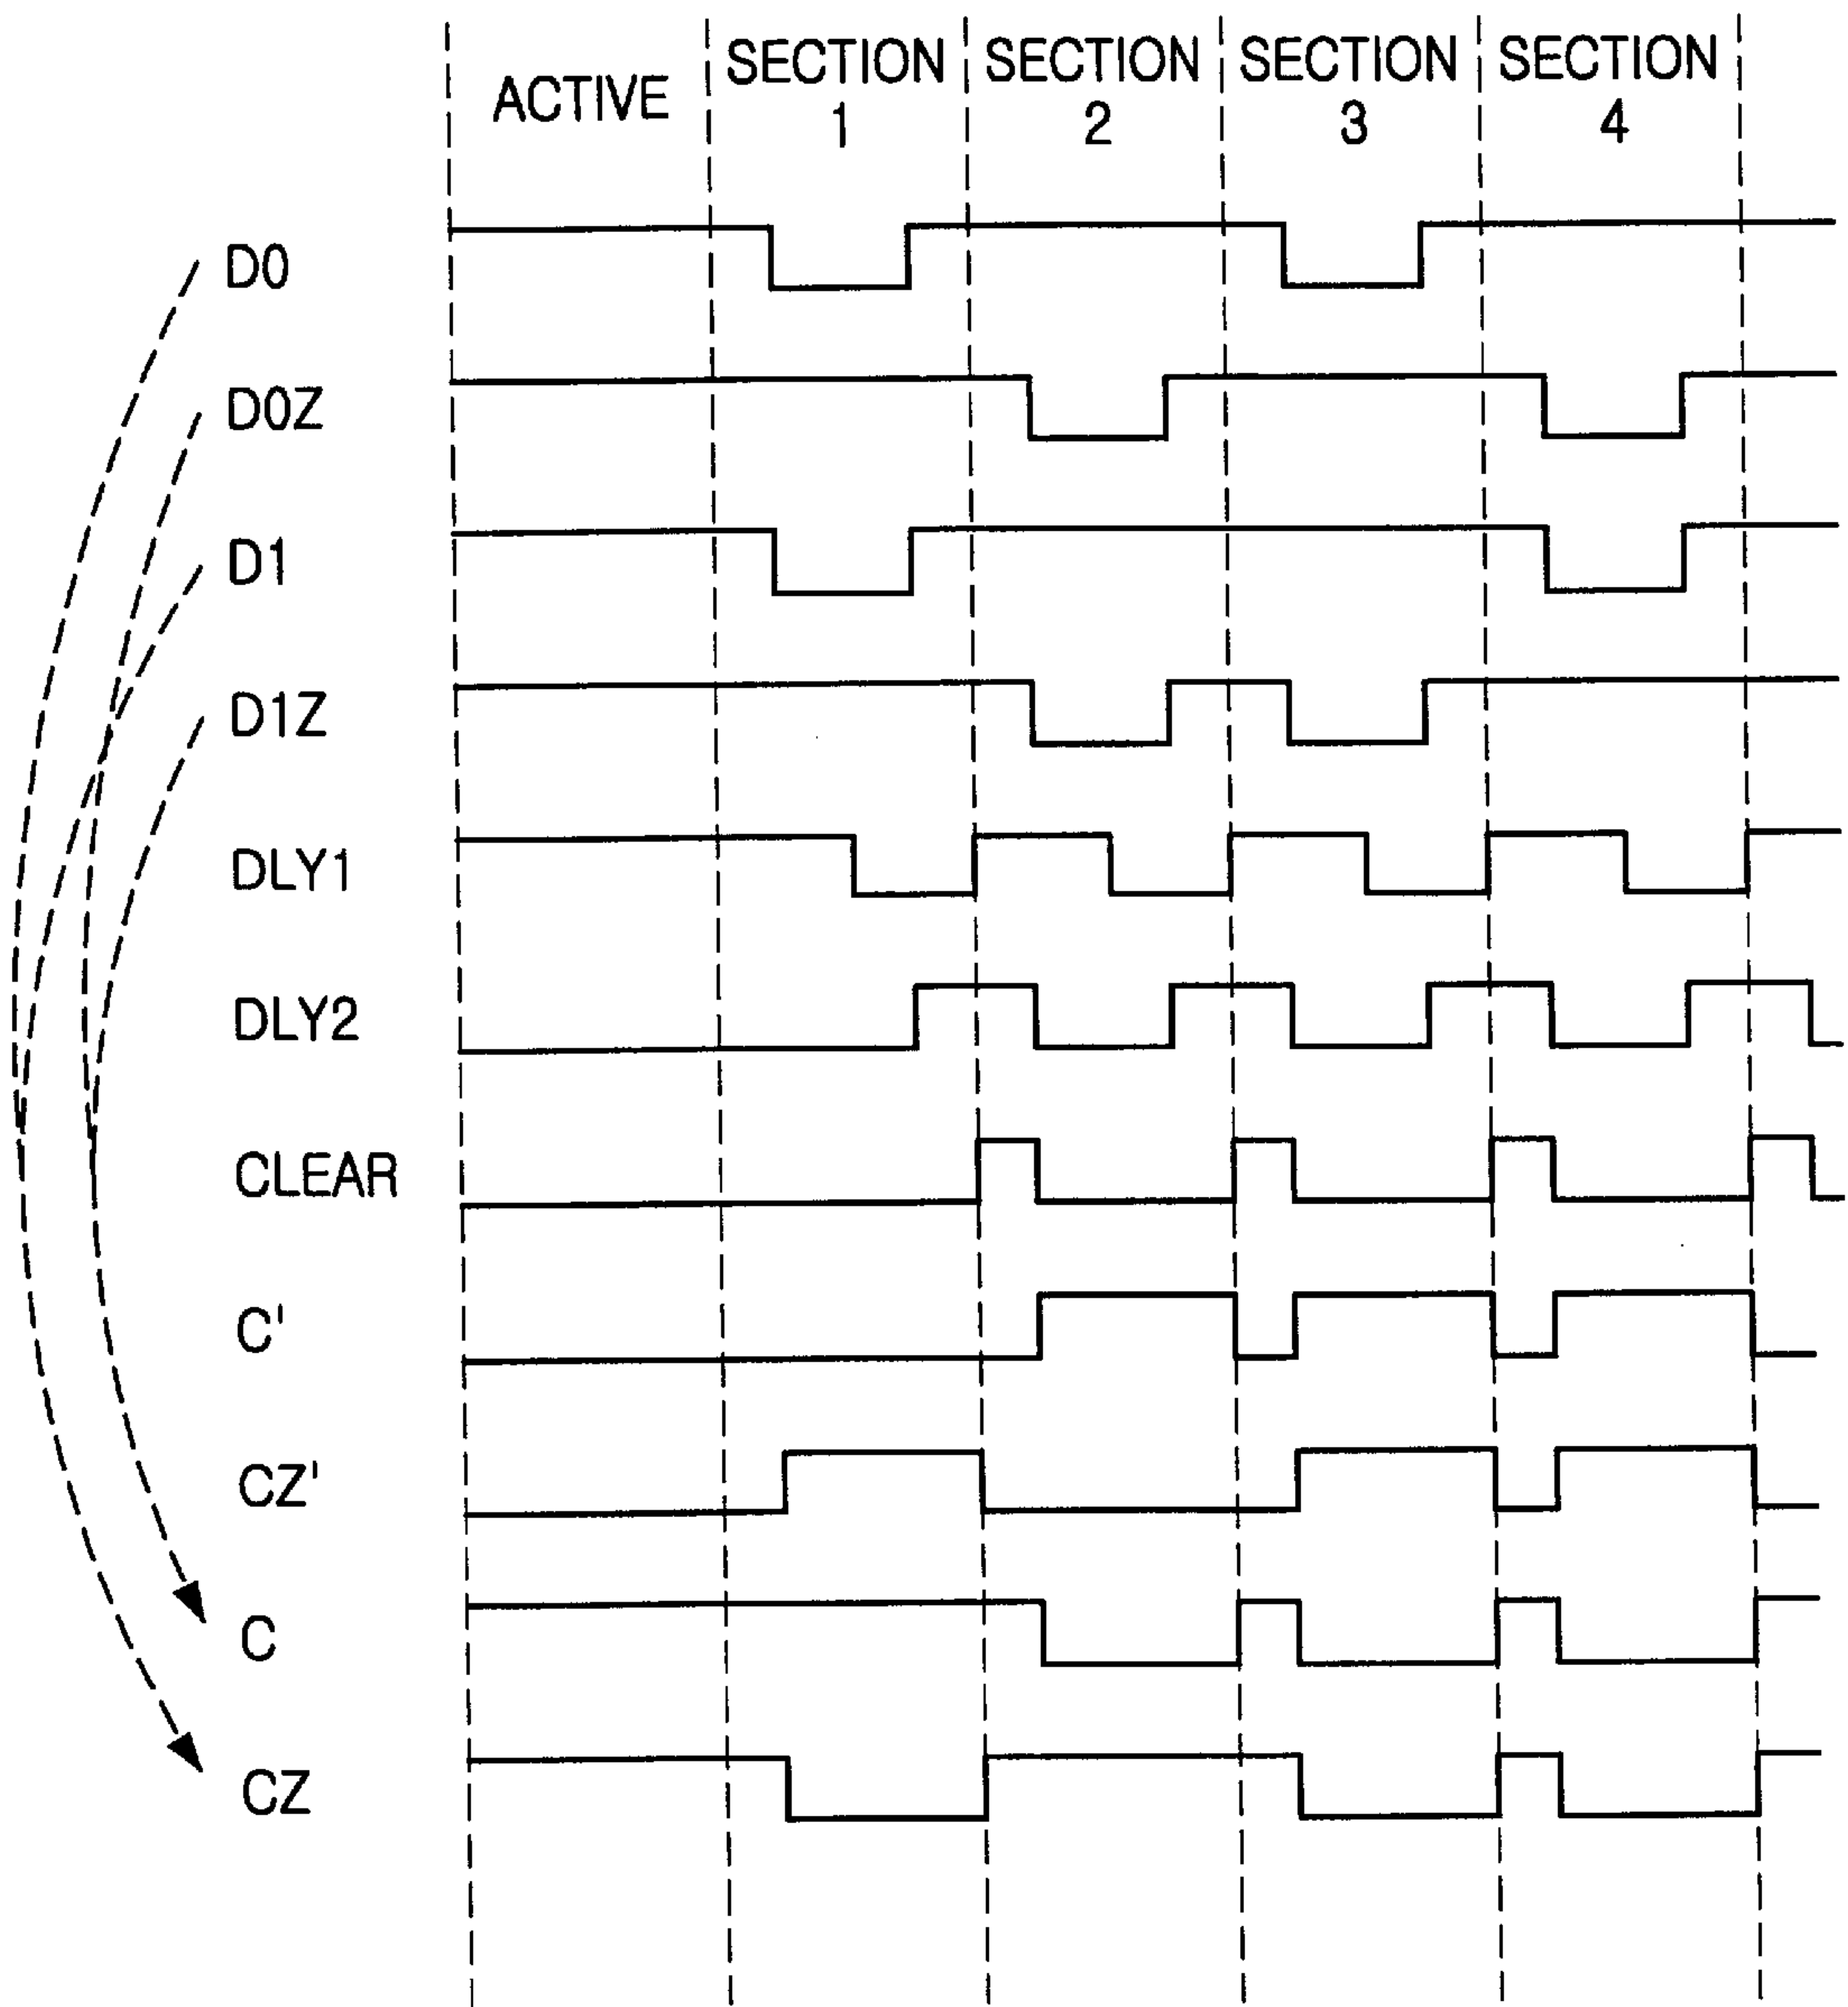 ACTIVE
SECTION 1
SECTION 2
SECTION 3
SECTION 4
D0
D0Z
D1
D1Z
DLY1
DLY2
CLEAR
C'
CZ'
C
CZ